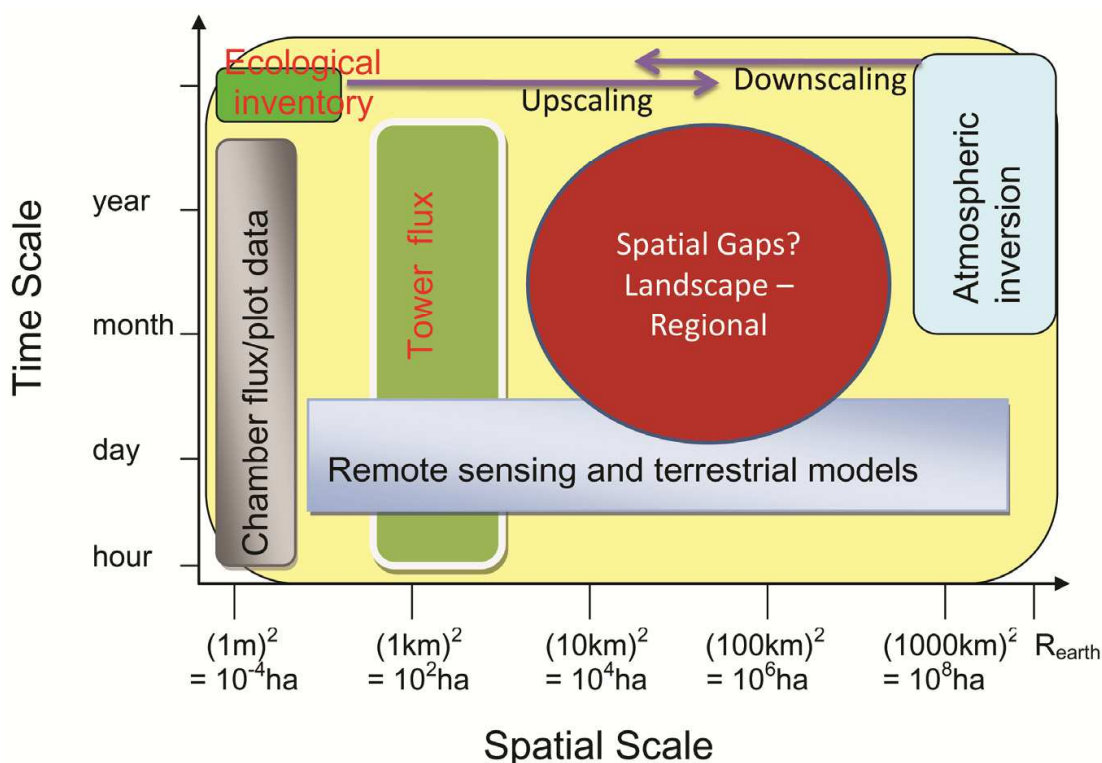 Ecological
inventory
Upscaling
Downscaling
Time Scale
year
month
day
hour
Chamber flux/plot data
Tower flux
Spatial Gaps?
Landscape –
Regional
Atmospheric
inversion
Remote sensing and terrestrial models
(1m)²
= 10⁻⁴ha
(1km)²
= 10²ha
(10km)²
= 10⁴ha
(100km)²
= 10⁶ha
(1000km)²
= 10⁸ha
R_earth
Spatial Scale